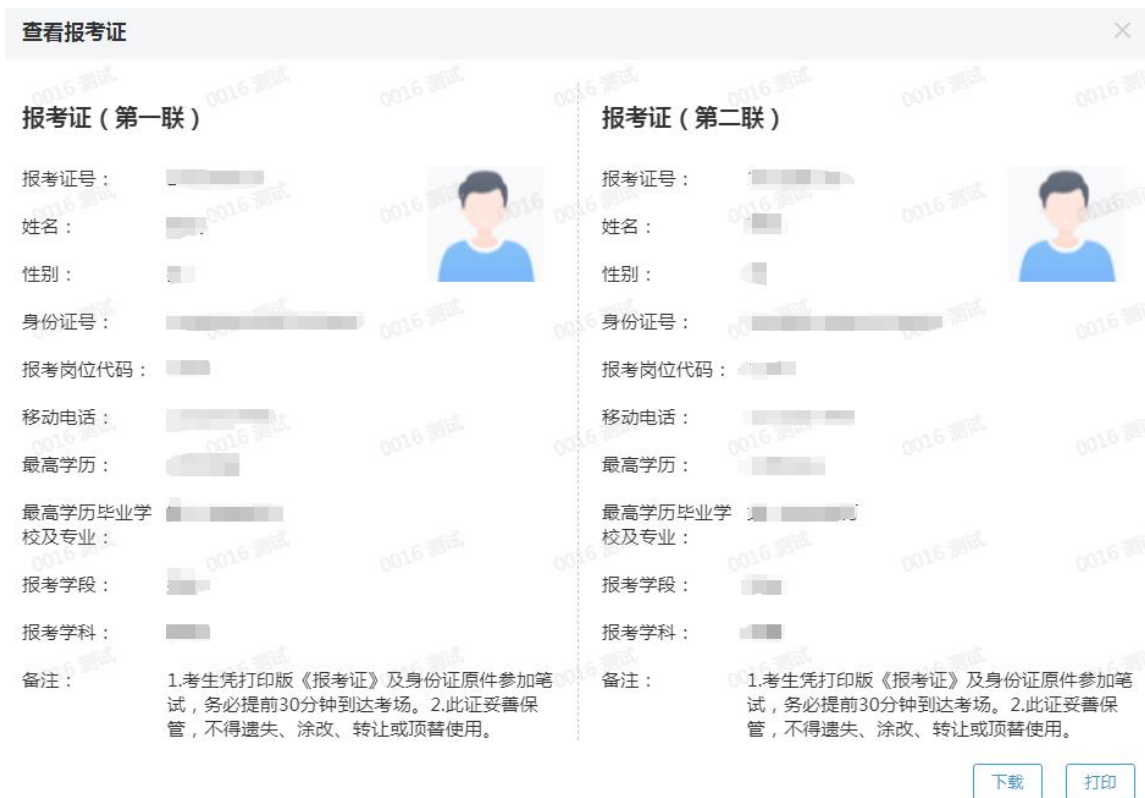 查看报考证
报考证（第一联）
报考证号：
姓名：
性别：
身份证号：
报考岗位代码：
移动电话：
最高学历：
最高学历毕业学
校及专业：
报考学段：
报考学科：
备注：
1.考生凭打印版《报考证》及身份证原件参加笔
试，务必提前30分钟到达考场。2.此证妥善保
管，不得遗失、涂改、转让或顶替使用。
报考证（第二联）
报考证号：
姓名：
性别：
身份证号：
报考岗位代码：
移动电话：
最高学历：
最高学历毕业学
校及专业：
报考学段：
报考学科：
备注：
1.考生凭打印版《报考证》及身份证原件参加笔
试，务必提前30分钟到达考场。2.此证妥善保
管，不得遗失、涂改、转让或顶替使用。
下载
打印
0016 测试